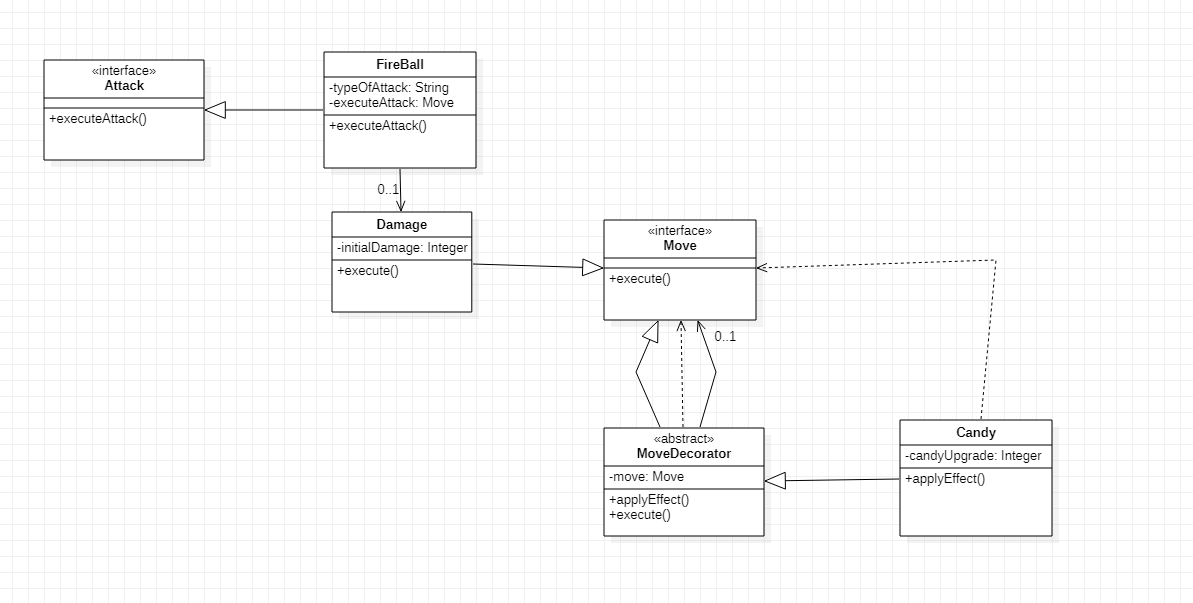 «interface»
Attack
+executeAttack()
FireBall
-typeOfAttack: String
-executeAttack: Move
+executeAttack()
0..1
Damage
-initialDamage: Integer
+execute()
«interface»
Move
+execute()
0..1
«abstract»
MoveDecorator
-move: Move
+applyEffect()
+execute()
Candy
-candyUpgrade: Integer
+applyEffect()